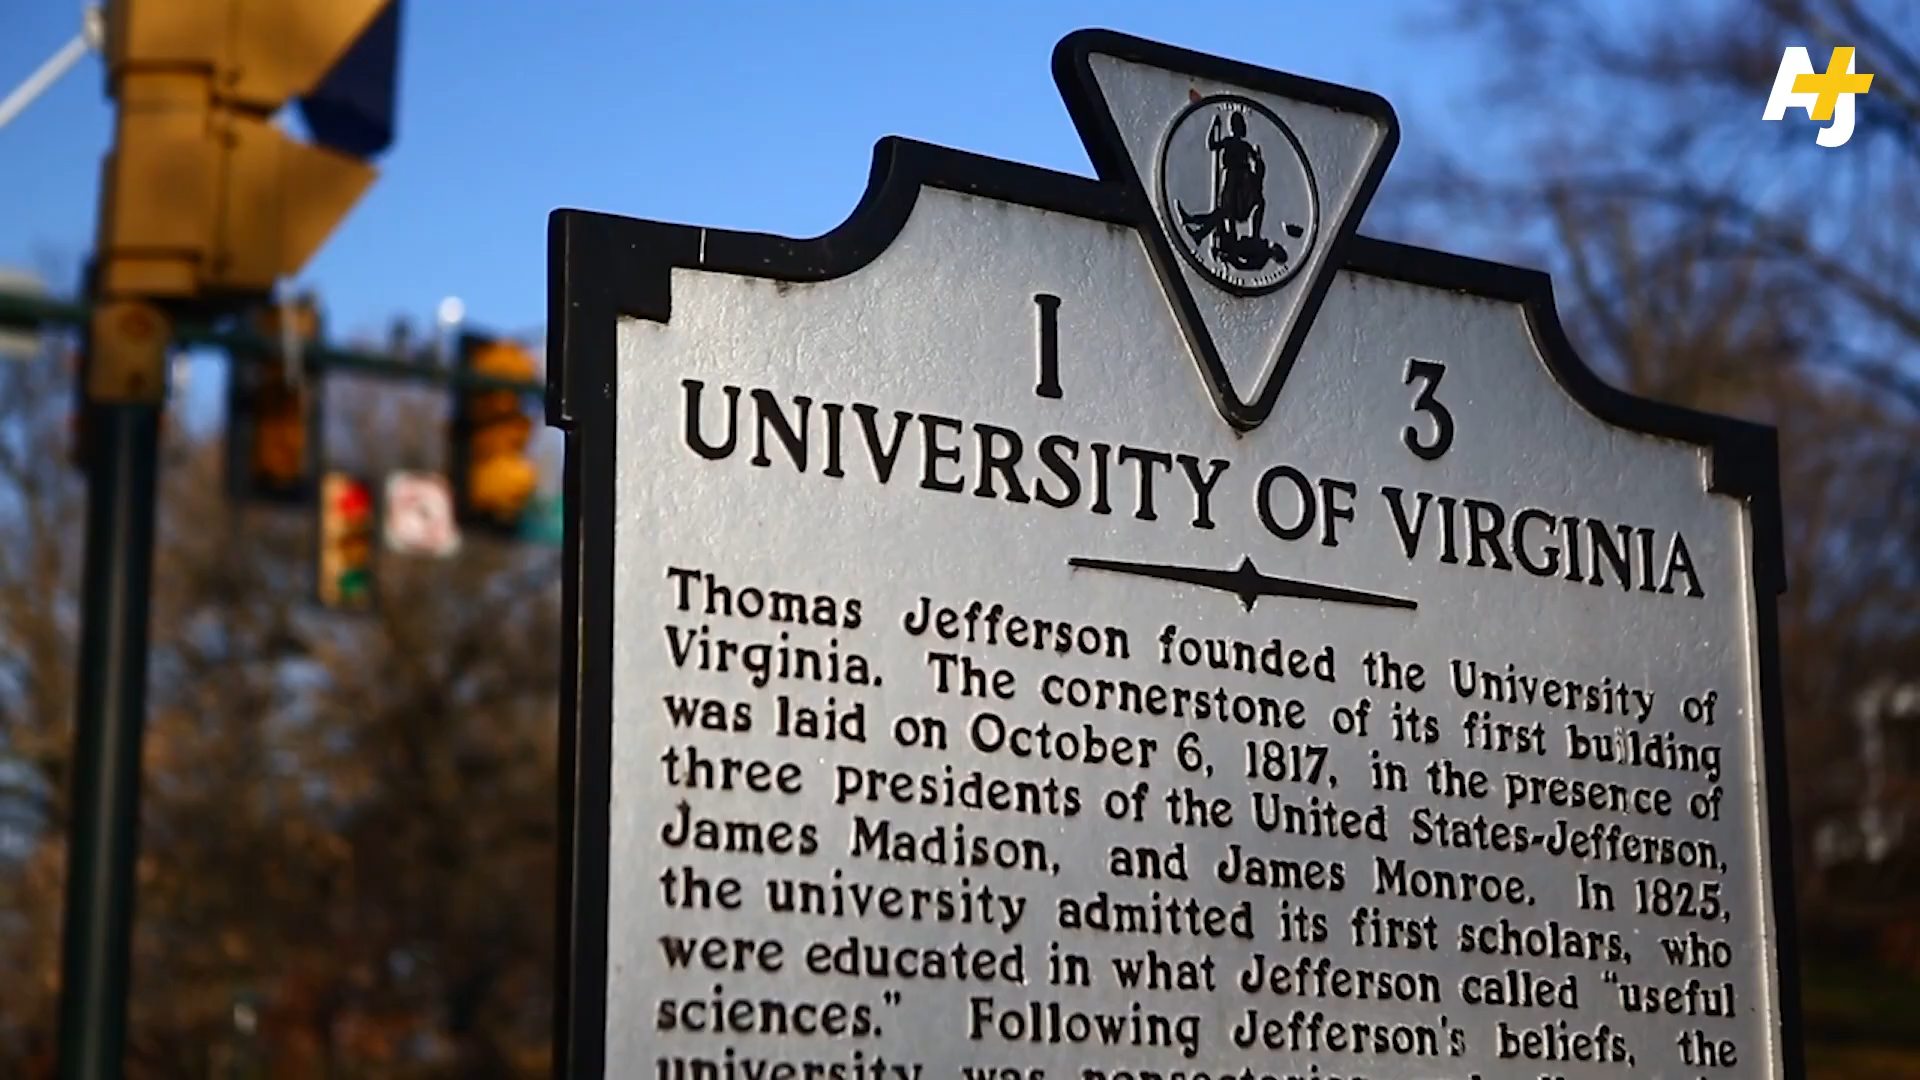 AJ+
I 3
UNIVERSITY OF VIRGINIA
Thomas Jefferson founded the University of
Virginia. The cornerstone of its first building
was laid on October 6, 1817, in the presence of
three presidents of the United States-Jefferson,
James Madison, and James Monroe. In 1825,
the university admitted its first scholars, who
were educated in what Jefferson called "useful
sciences." Following Jefferson's beliefs, the
university was